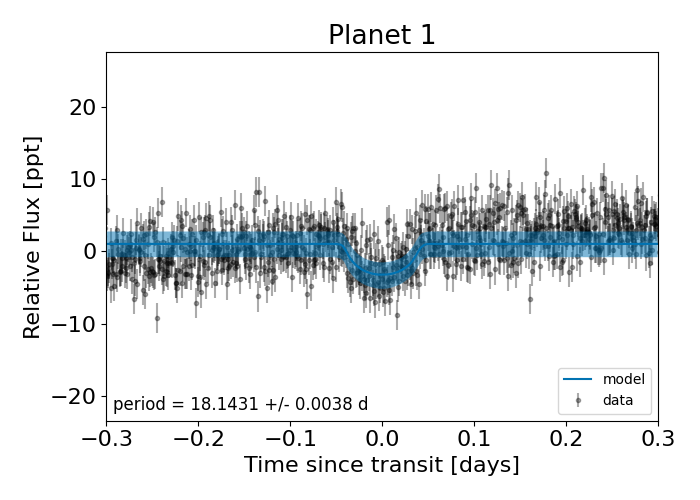 Planet 1
Relative Flux [ppt]
20
10
0
−10
−20
period = 18.1431 +/- 0.0038 d
model
data
−0.3 −0.2 −0.1 0.0 0.1 0.2 0.3
Time since transit [days]